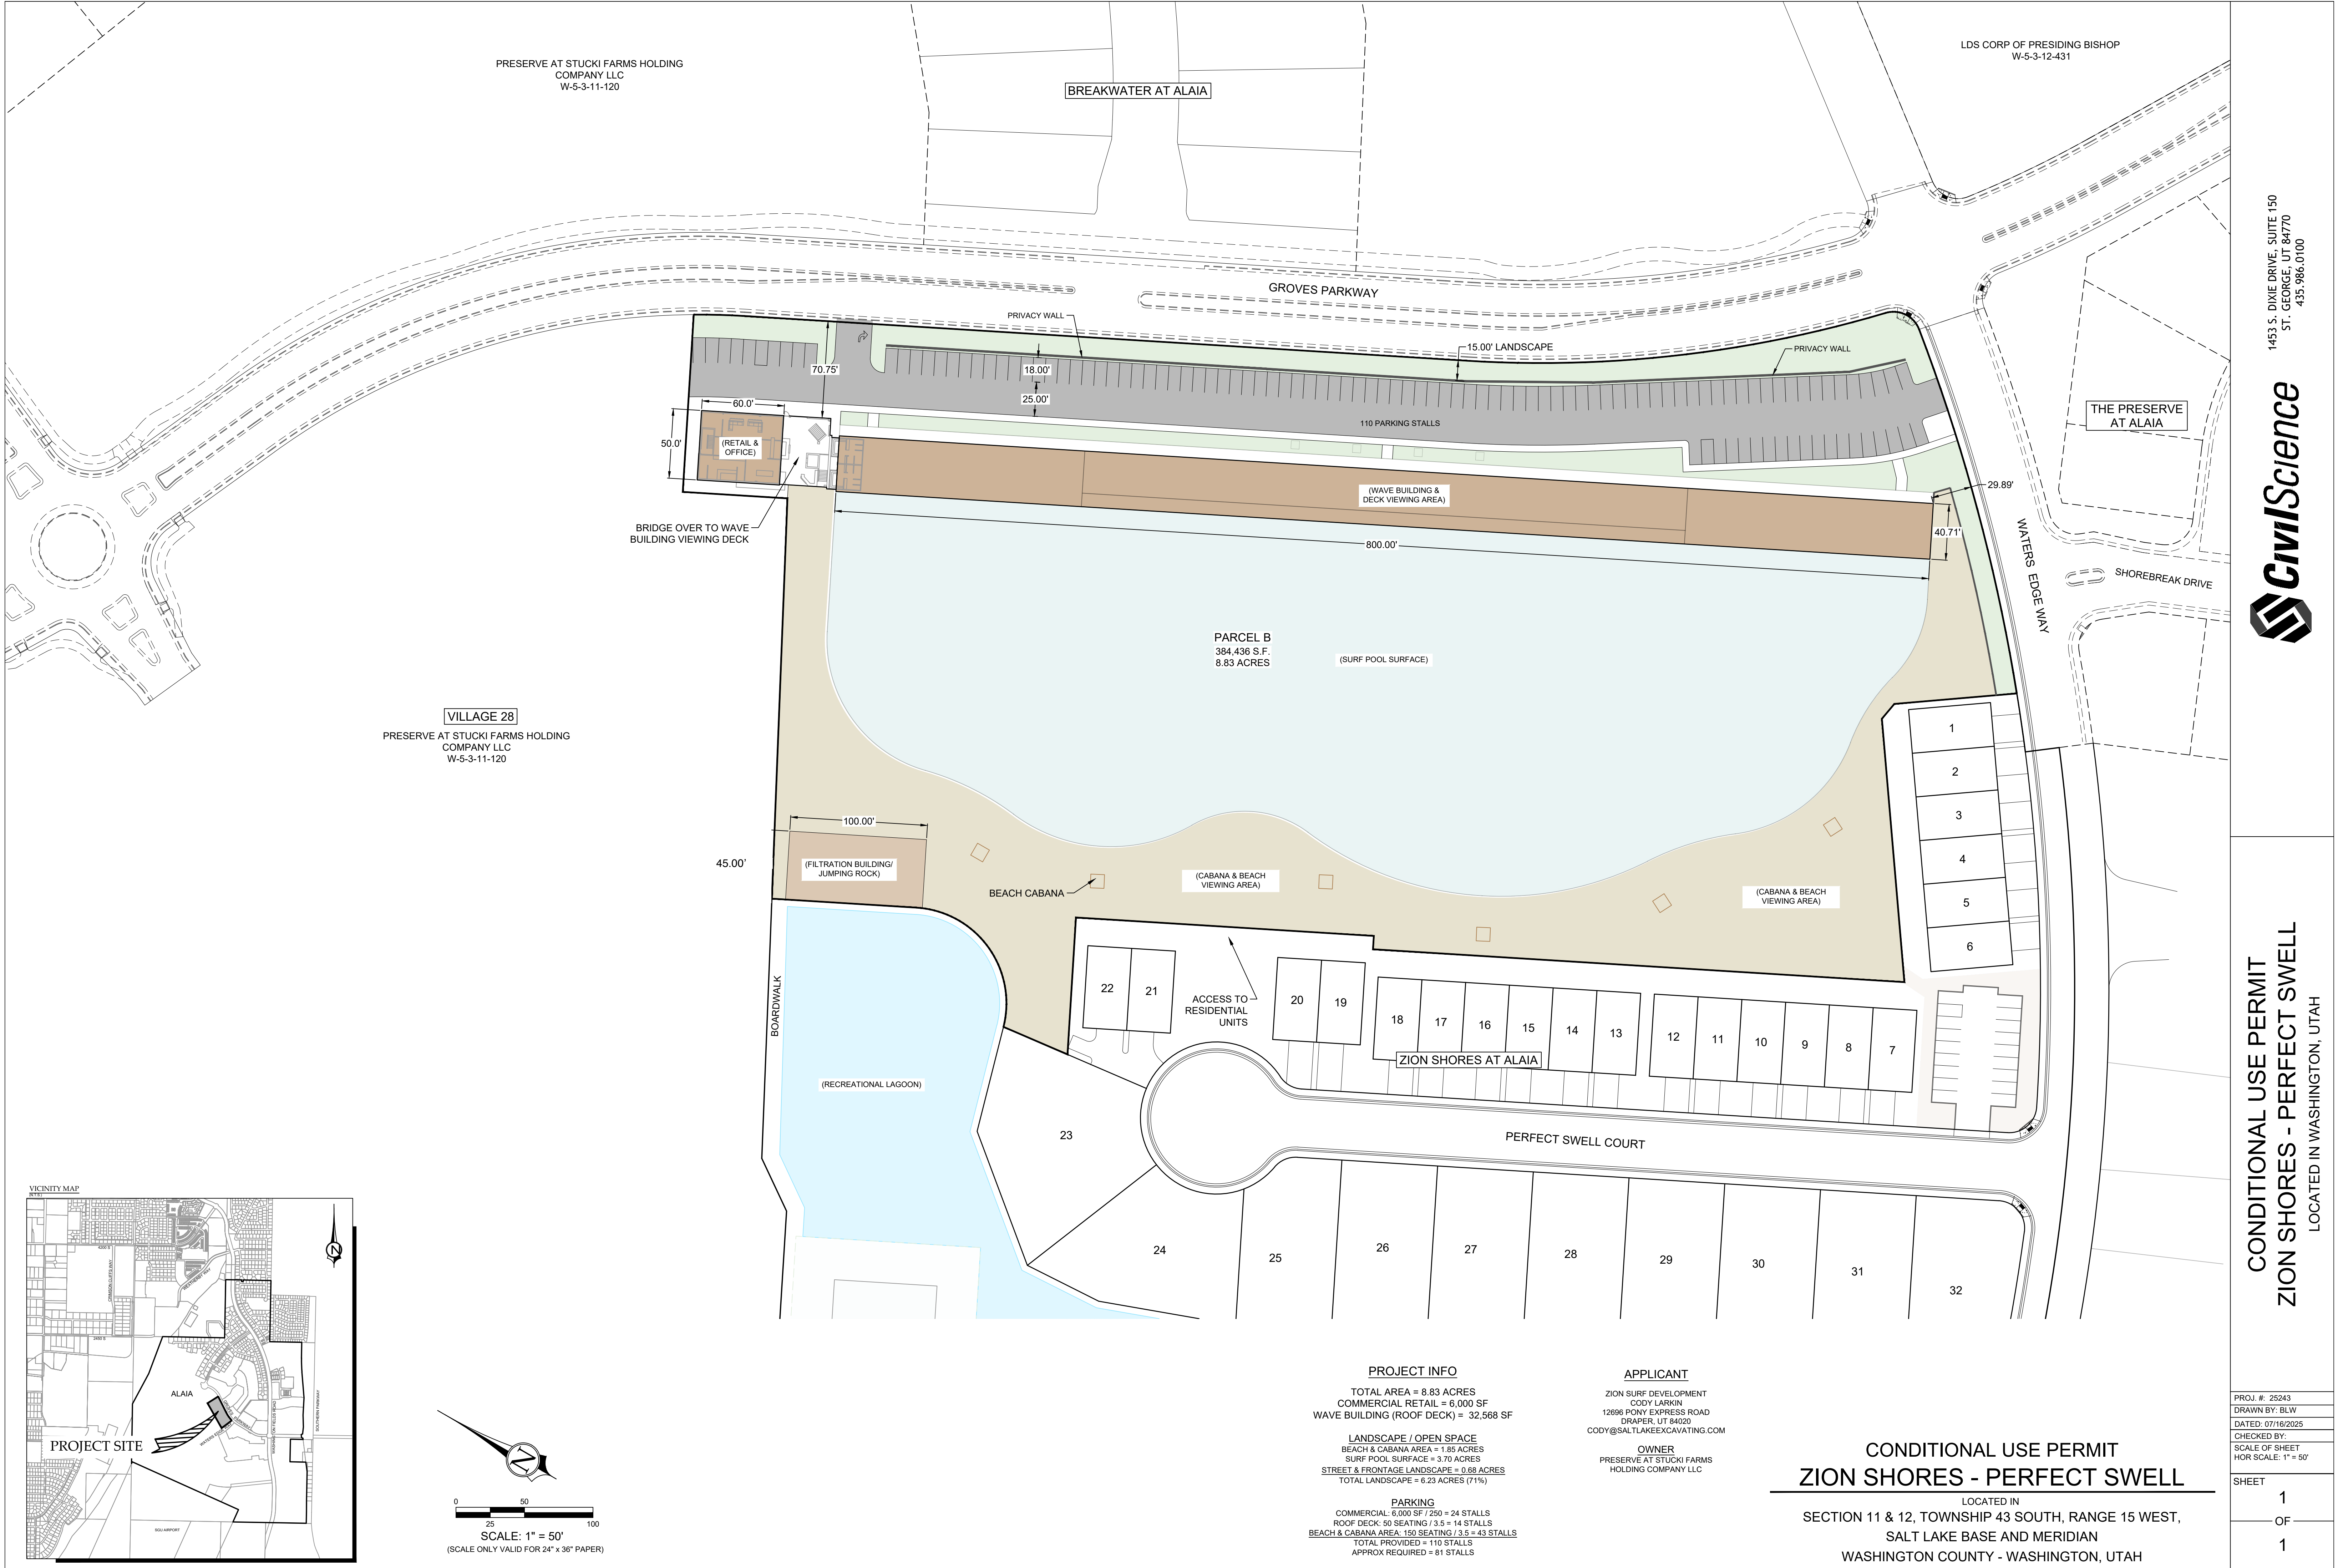 PRESERVE AT STUCKI FARMS HOLDING
COMPANY LLC
W-5-3-11-120
BREAKWATER AT ALAIA
LDS CORP OF PRESIDING BISHOP
W-5-3-12-431
GROVES PARKWAY
PRIVACY WALL
15.00' LANDSCAPE
PRIVACY WALL
70.75'
18.00'
25.00'
60.0'
50.0'
(RETAIL &
OFFICE)
110 PARKING STALLS
THE PRESERVE
AT ALAIA
(WAVE BUILDING &
DECK VIEWING AREA)
29.89'
40.71'
BRIDGE OVER TO WAVE
BUILDING VIEWING DECK
800.00'
WATERS EDGE WAY
SHOREBREAK DRIVE
PARCEL B
384,436 S.F.
8.83 ACRES
(SURF POOL SURFACE)
VILLAGE 28
PRESERVE AT STUCKI FARMS HOLDING
COMPANY LLC
W-5-3-11-120
1
2
3
4
5
6
100.00'
45.00'
(FILTRATION BUILDING/
JUMPING ROCK)
BEACH CABANA
(CABANA & BEACH
VIEWING AREA)
(CABANA & BEACH
VIEWING AREA)
BOARDWALK
22
21
ACCESS TO
RESIDENTIAL
UNITS
20
19
18
17
16
15
14
13
12
11
10
9
8
7
ZION SHORES AT ALAIA
(RECREATIONAL LAGOON)
23
PERFECT SWELL COURT
24
25
26
27
28
29
30
31
32
VICINITY MAP
ALAIA
PROJECT SITE
WASHINGTON FIELDS ROAD
SOUTHERN PARKWAY
SGU AIRPORT
N
N
0
50
25
100
SCALE: 1" = 50'
(SCALE ONLY VALID FOR 24" x 36" PAPER)
PROJECT INFO
TOTAL AREA = 8.83 ACRES
COMMERCIAL RETAIL = 6,000 SF
WAVE BUILDING (ROOF DECK) = 32,568 SF
LANDSCAPE / OPEN SPACE
BEACH & CABANA AREA = 1.85 ACRES
SURF POOL SURFACE = 3.70 ACRES
STREET & FRONTAGE LANDSCAPE = 0.68 ACRES
TOTAL LANDSCAPE = 6.23 ACRES (71%)
PARKING
COMMERCIAL: 6,000 SF / 250 = 24 STALLS
ROOF DECK: 50 SEATING / 3.5 = 14 STALLS
BEACH & CABANA AREA: 150 SEATING / 3.5 = 43 STALLS
TOTAL PROVIDED = 110 STALLS
APPROX REQUIRED = 81 STALLS
APPLICANT
ZION SURF DEVELOPMENT
CODY LARKIN
12696 PONY EXPRESS ROAD
DRAPER, UT 84020
CODY@SALTLAKEEXCAVATING.COM
OWNER
PRESERVE AT STUCKI FARMS
HOLDING COMPANY LLC
CONDITIONAL USE PERMIT
ZION SHORES - PERFECT SWELL
LOCATED IN
SECTION 11 & 12, TOWNSHIP 43 SOUTH, RANGE 15 WEST,
SALT LAKE BASE AND MERIDIAN
WASHINGTON COUNTY - WASHINGTON, UTAH
1453 S. DIXIE DRIVE, SUITE 150
ST. GEORGE, UT 84770
435.986.0100
CivilScience
CONDITIONAL USE PERMIT
ZION SHORES - PERFECT SWELL
LOCATED IN WASHINGTON, UTAH
PROJ. #: 25243
DRAWN BY: BLW
DATED: 07/16/2025
CHECKED BY:
SCALE OF SHEET
HOR SCALE: 1" = 50'
SHEET
1
OF
1